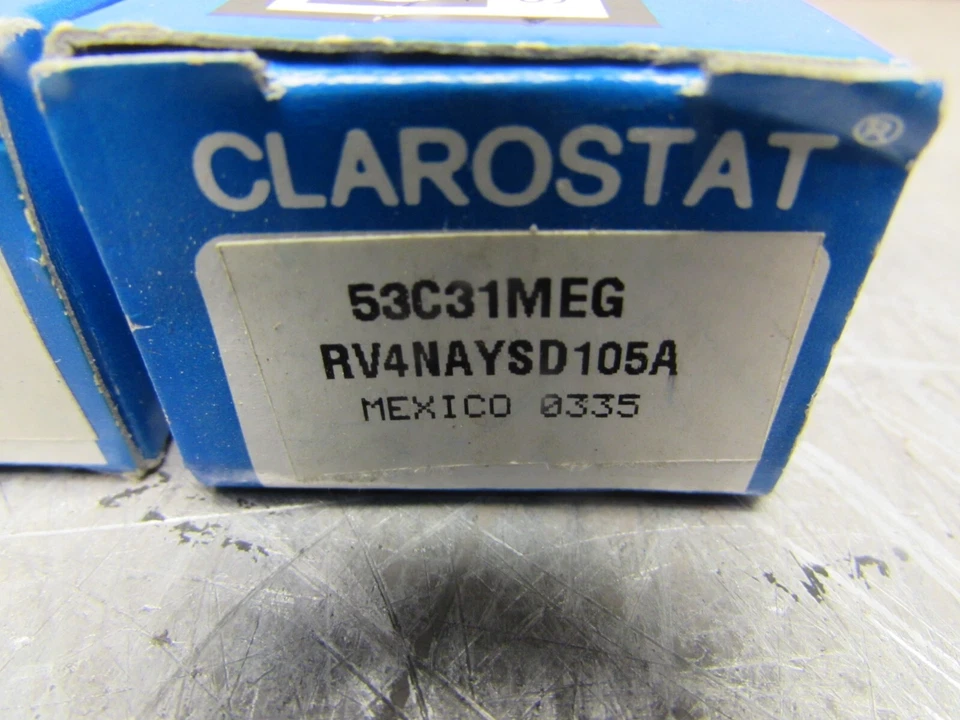 CLAROSTAT®
53C31MEG
RV4NAYSD105A
MEXICO 0335